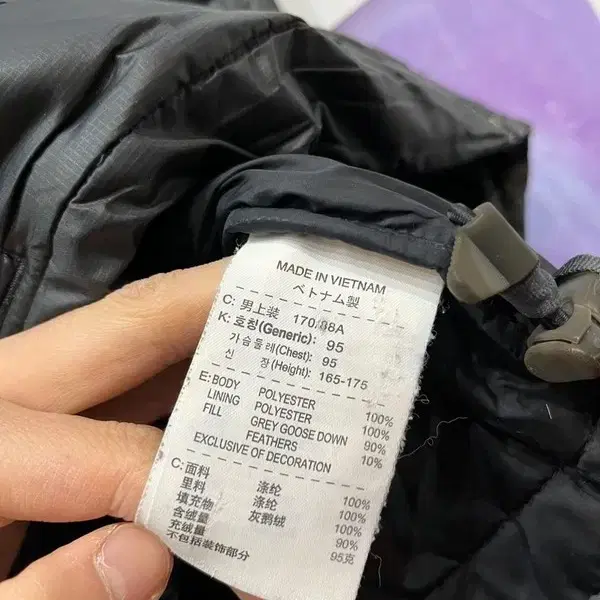 MADE IN VIETNAM
ベトナム製
C: 男上装 170/88A
K: 호칭(Generic): 95
가슴둘레(Chest): 95
신 장(Height): 165-175
E: BODY POLYESTER 100%
LINING POLYESTER 100%
FILL GREY GOOSE DOWN 90%
FEATHERS 10%
EXCLUSIVE OF DECORATION
C: 面料 涤纶 100%
里料 涤纶 100%
填充物 灰鹅绒 100%
含绒量 90%
充绒量 95克
不包括装饰部分